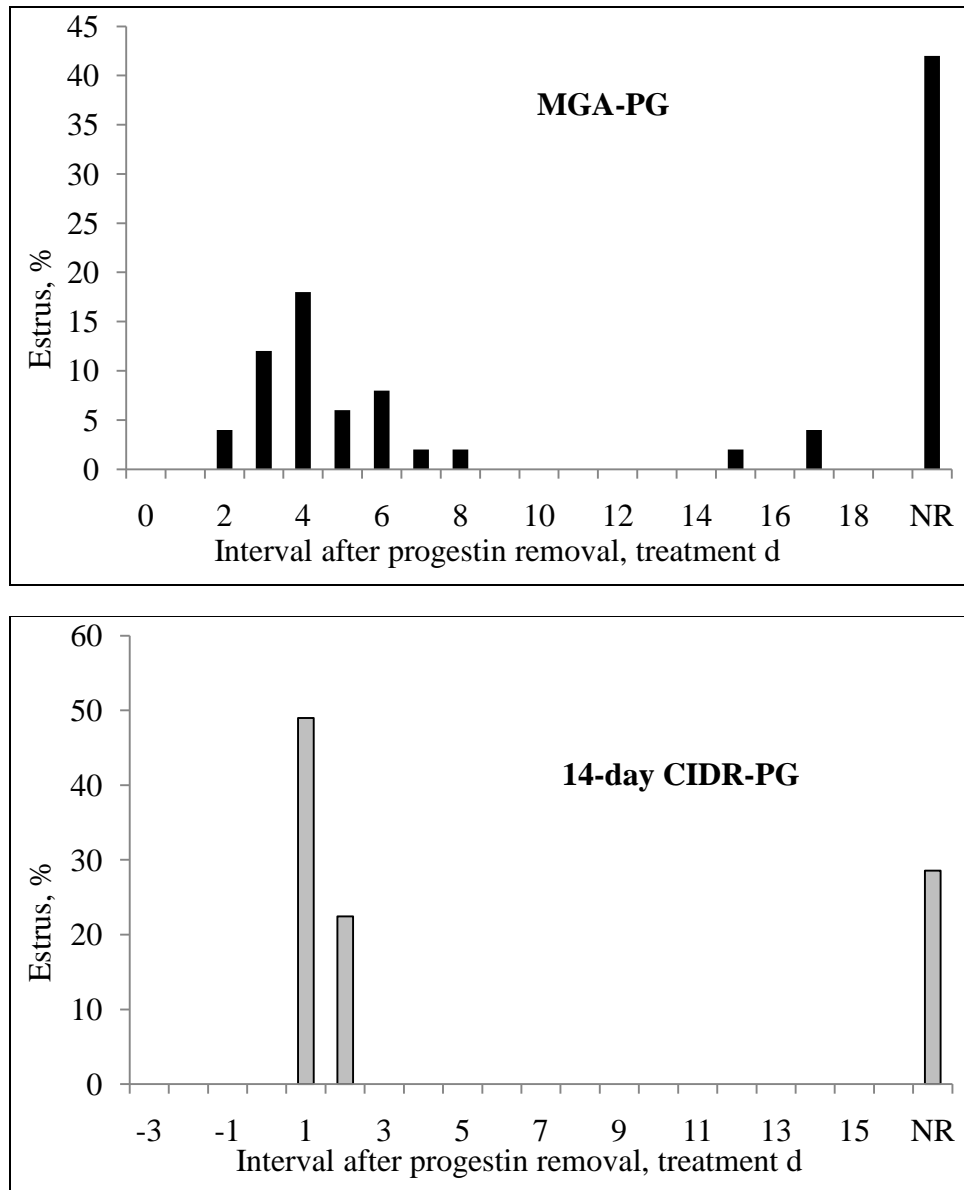 45
40
35
30
25
20
15
10
5
0
Estrus, %
MGA-PG
0 2 4 6 8 10 12 14 16 18 NR
Interval after progestin removal, treatment d
60
50
40
30
20
10
0
Estrus, %
14-day CIDR-PG
-3 -1 1 3 5 7 9 11 13 15 NR
Interval after progestin removal, treatment d